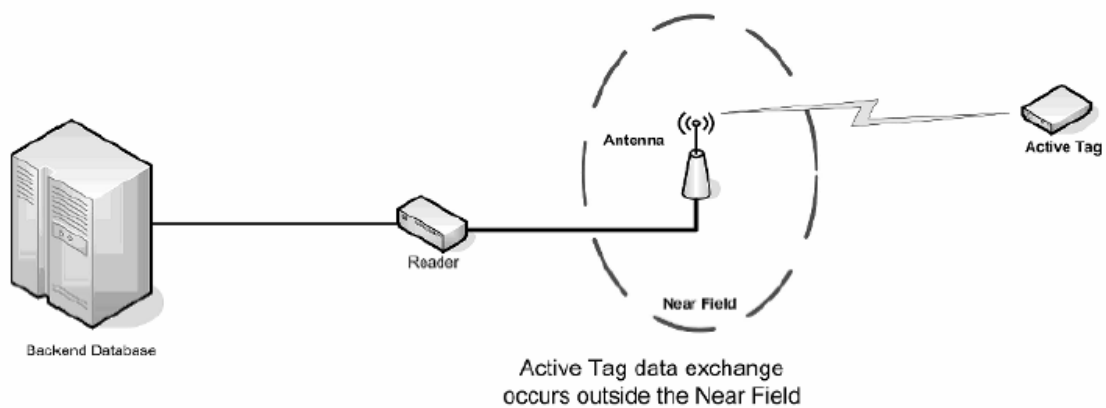 Antenna
Active Tag
Reader
Near Field
Backend Database
Active Tag data exchange
occurs outside the Near Field